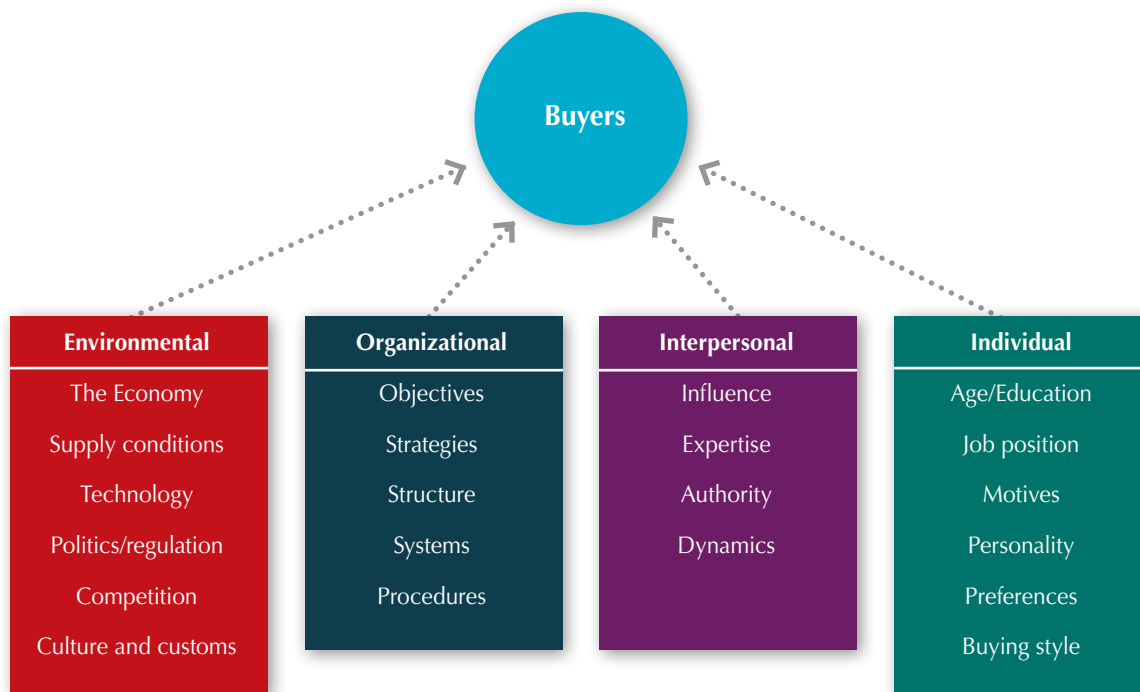 Buyers
Environmental
The Economy
Supply conditions
Technology
Politics/regulation
Competition
Culture and customs
Organizational
Objectives
Strategies
Structure
Systems
Procedures
Interpersonal
Influence
Expertise
Authority
Dynamics
Individual
Age/Education
Job position
Motives
Personality
Preferences
Buying style